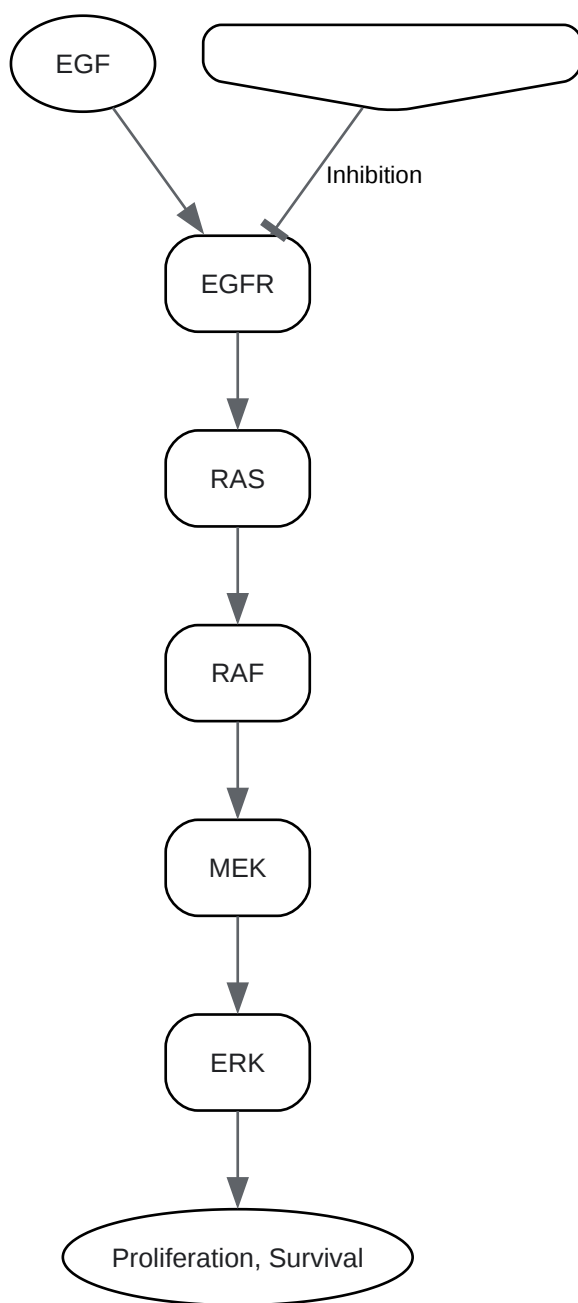 EGF
Inhibition
EGFR
RAS
RAF
MEK
ERK
Proliferation, Survival